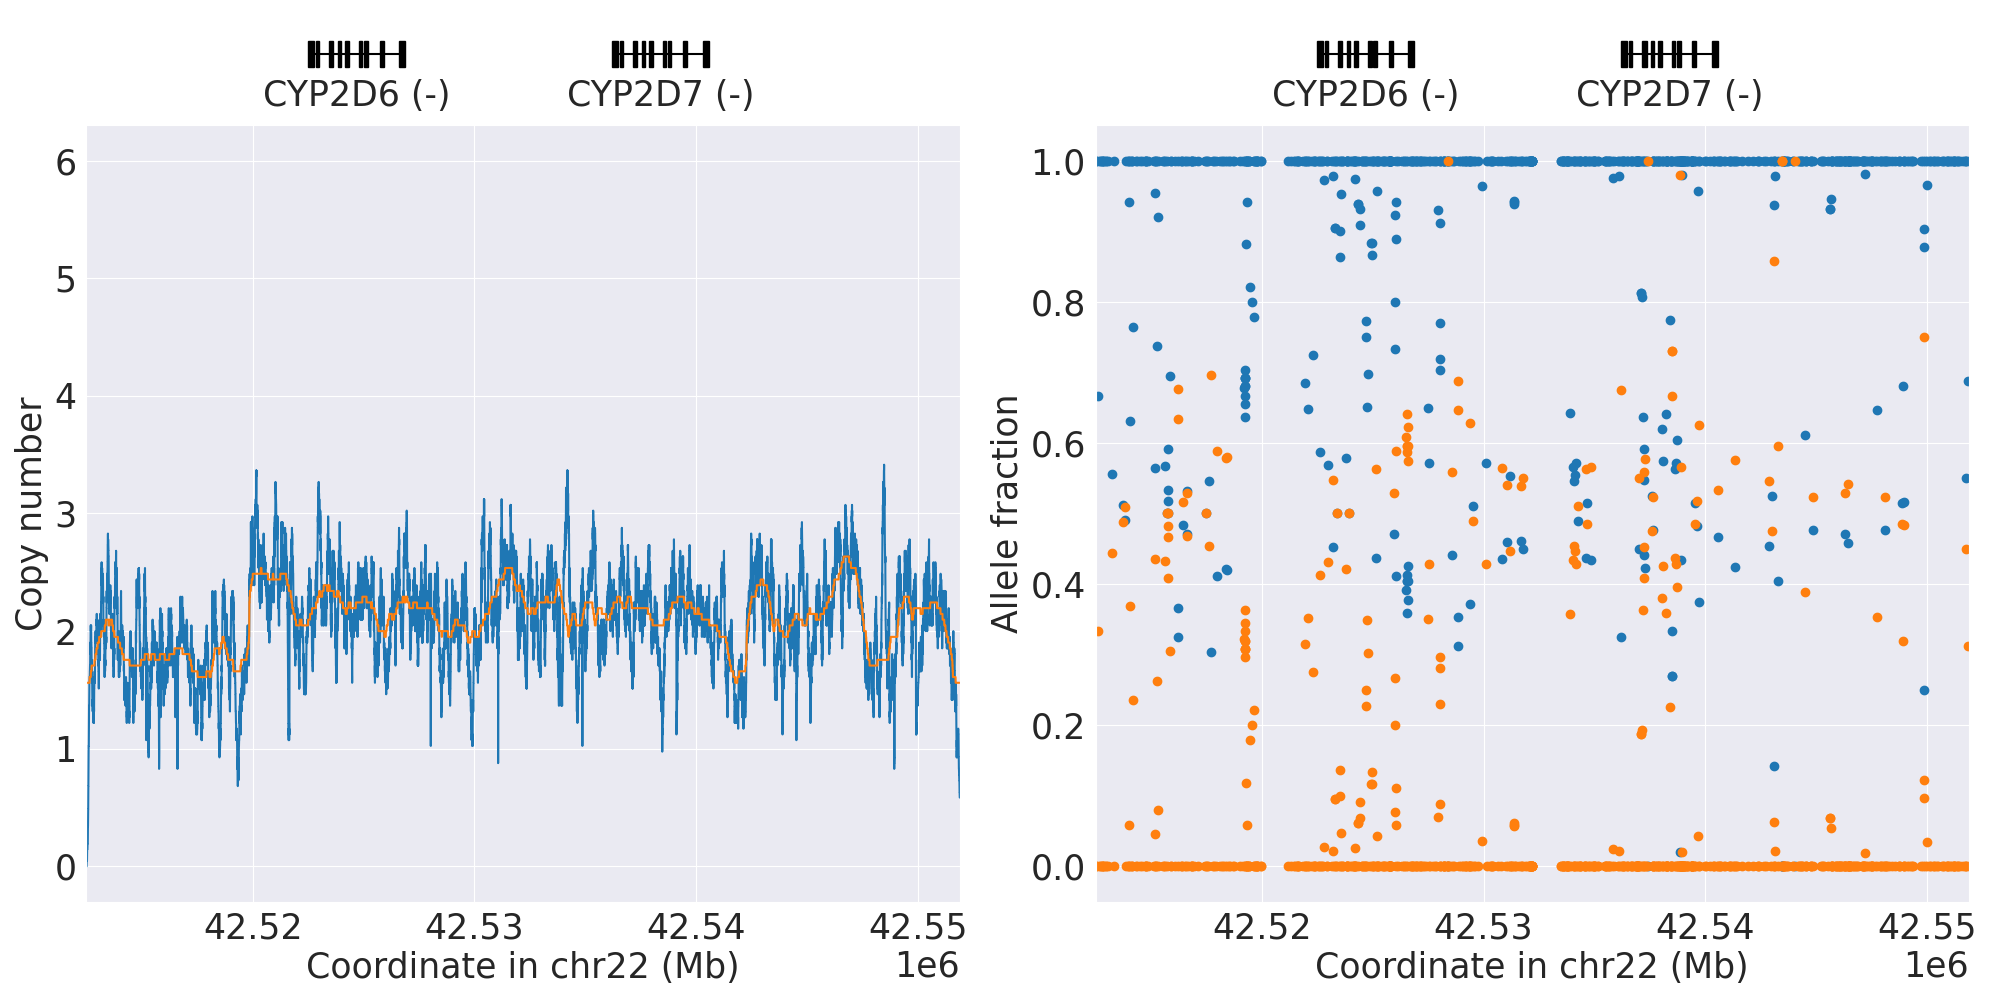 CYP2D6 (-) CYP2D7 (-) CYP2D6 (-) CYP2D7 (-)
6
5
4
3
2
1
0
Copy number
42.52 42.53 42.54 42.55
1e6
Coordinate in chr22 (Mb)
1.0
0.8
0.6
0.4
0.2
0.0
Allele fraction
42.52 42.53 42.54 42.55
1e6
Coordinate in chr22 (Mb)